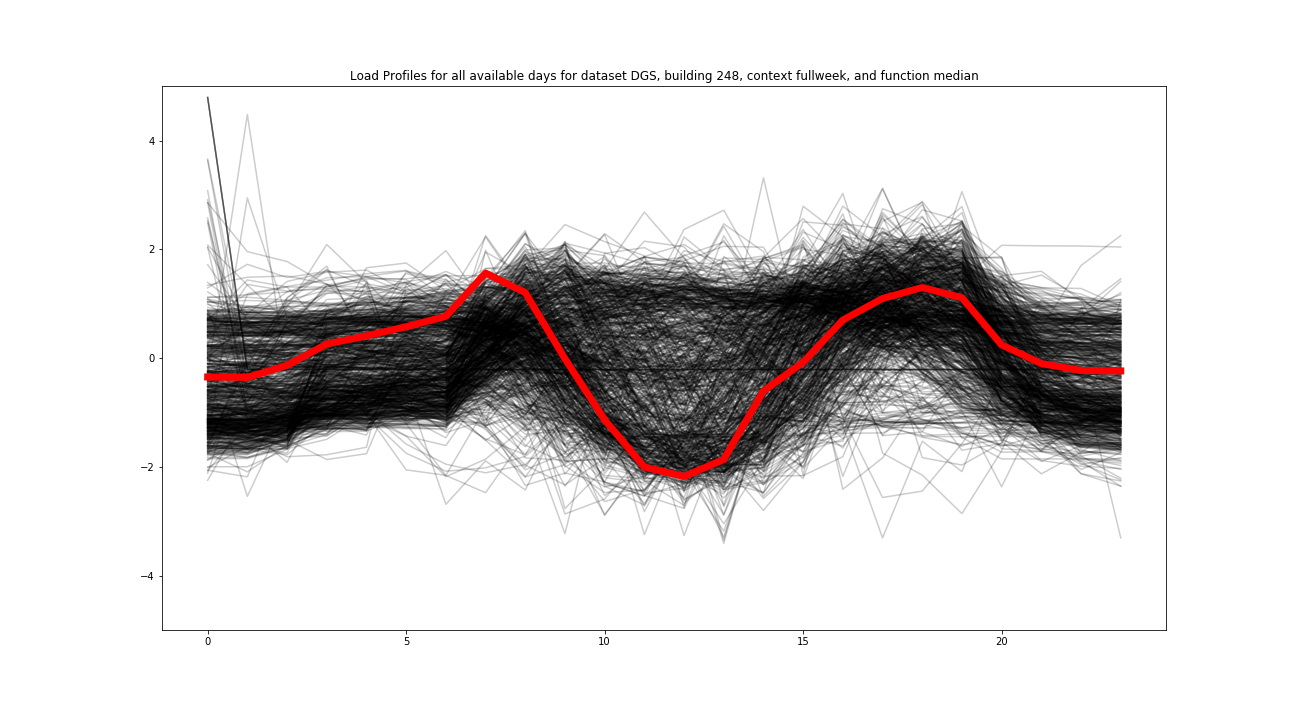 Load Profiles for all available days for dataset DGS, building 248, context fullweek, and function median
4
2
0
−2
−4
0 5 10 15 20